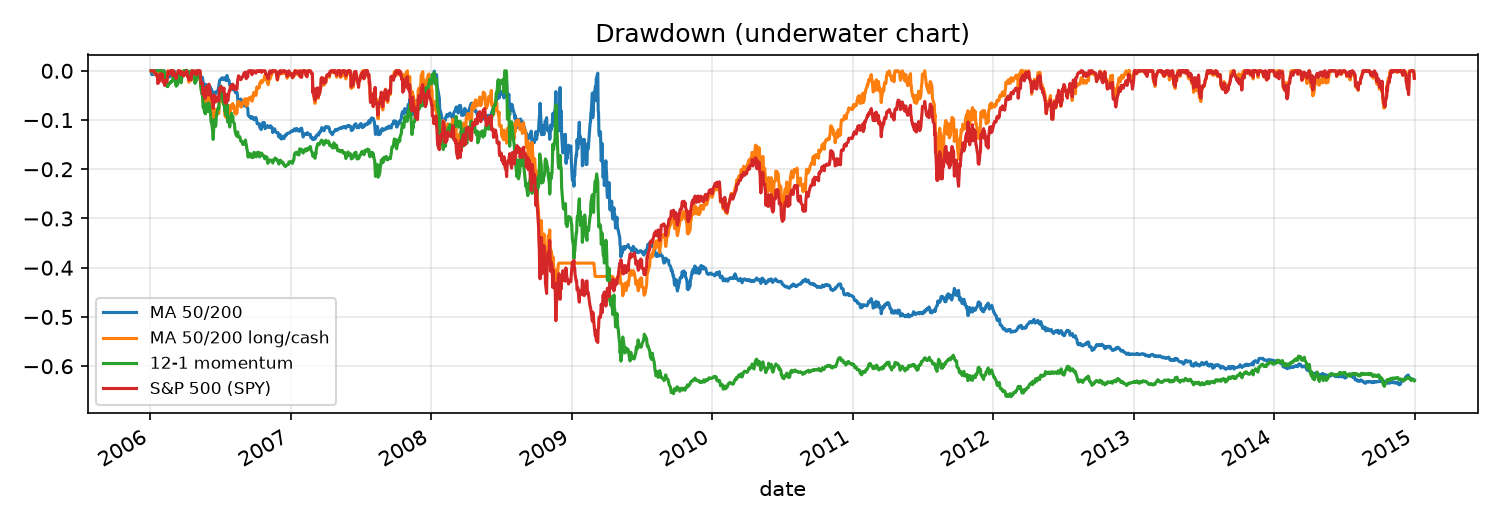 Drawdown (underwater chart)
0.0
−0.1
−0.2
−0.3
−0.4
−0.5
−0.6
MA 50/200
MA 50/200 long/cash
12-1 momentum
S&P 500 (SPY)
2006 2007 2008 2009 2010 2011 2012 2013 2014 2015
date